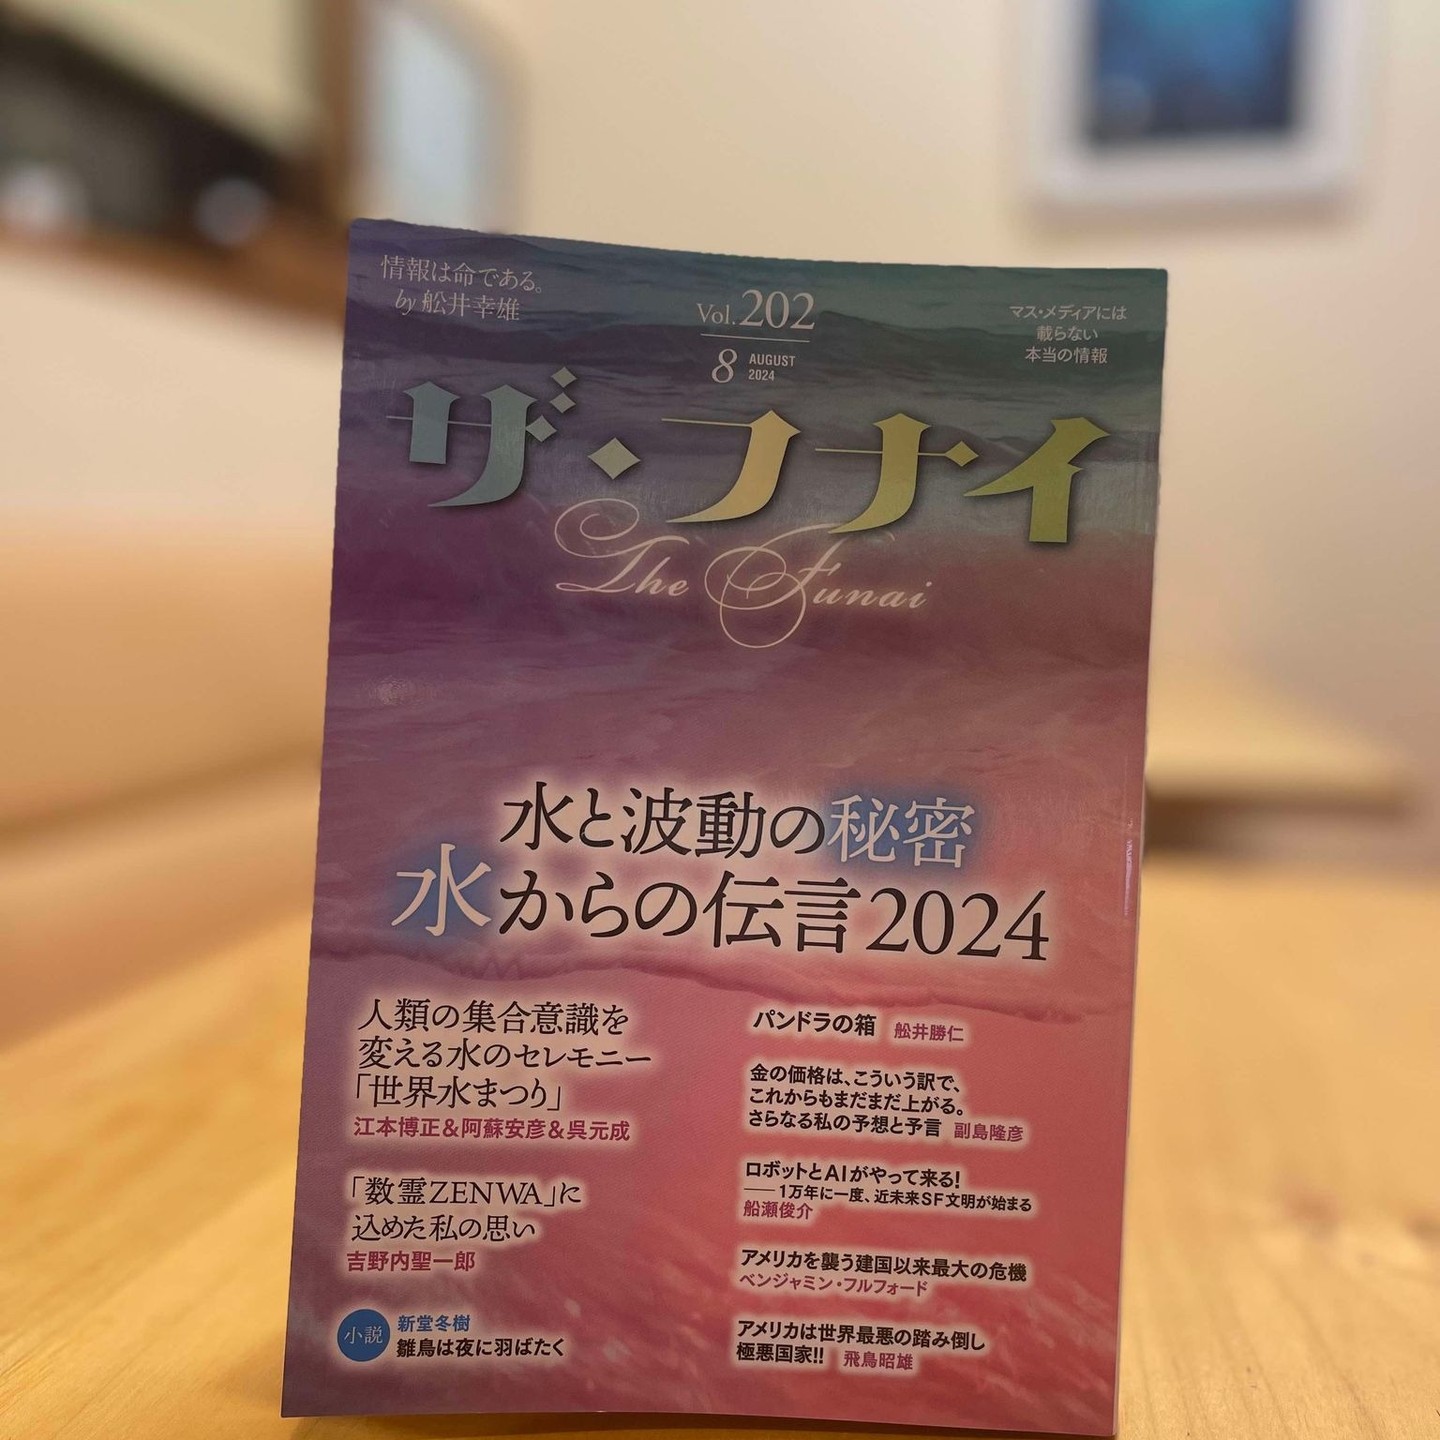 情報は命である。
by 舩井幸雄
Vol.202
8 AUGUST
2024
マス・メディアには
載らない
本当の情報
ザ・フナイ
The Funai
水と波動の秘密
水からの伝言2024
人類の集合意識を
変える水のセレモニー
「世界水まつり」
江本博正&阿蘇安彦&呉元成
「数霊ZENWA」に
込めた私の思い
吉野内聖一郎
小説
新堂冬樹
雛鳥は夜に羽ばたく
パンドラの箱 舩井勝仁
金の価格は、こういう訳で、
これからもまだまだ上がる。
さらなる私の予想と予言 副島隆彦
ロボットとAIがやって来る!
──1万年に一度、近未来SF文明が始まる
船瀬俊介
アメリカを襲う建国以来最大の危機
ベンジャミン・フルフォード
アメリカは世界最悪の踏み倒し
極悪国家!! 飛鳥昭雄